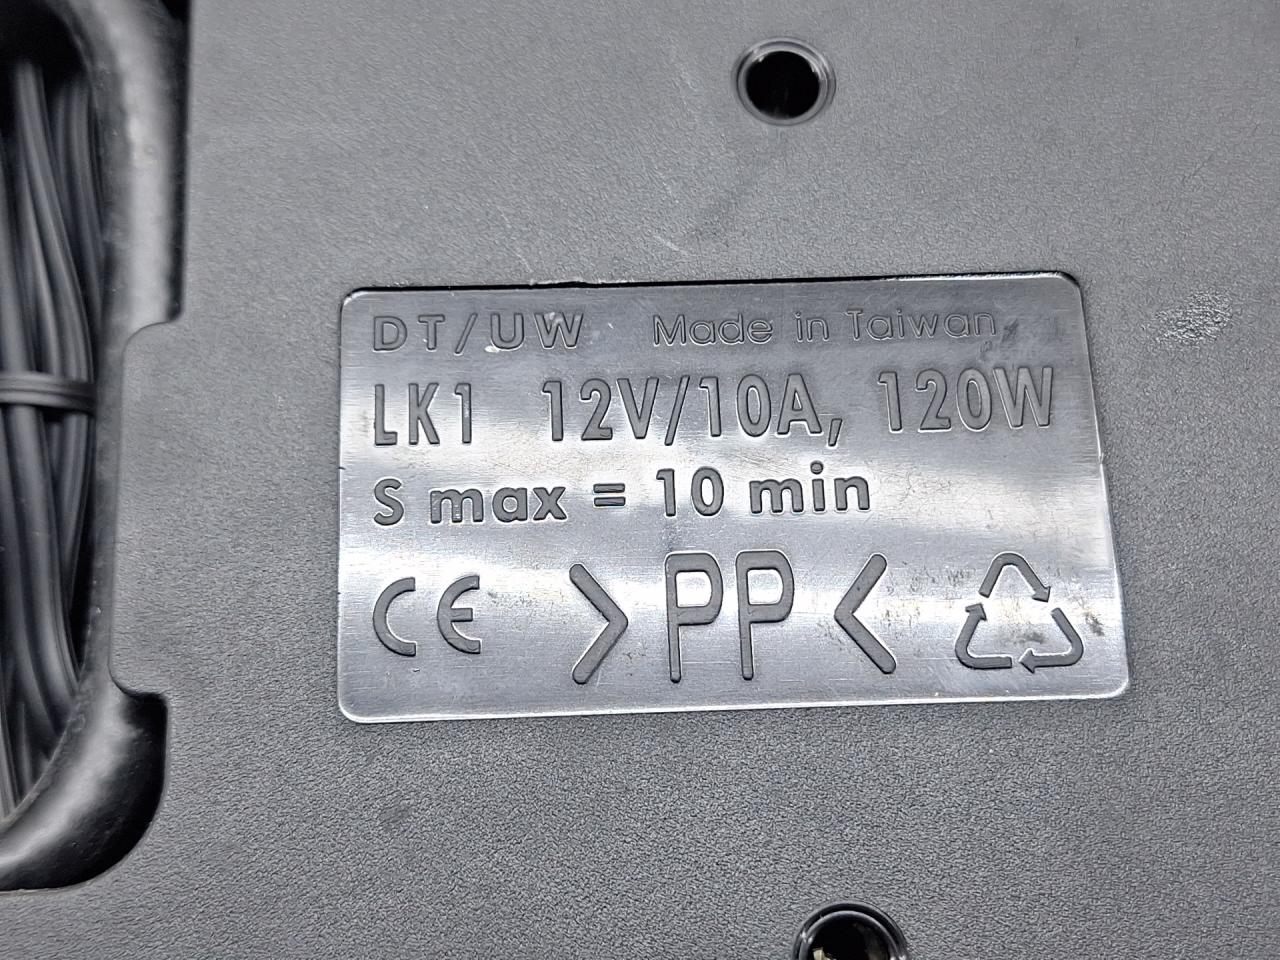 DT/UW Made in Taiwan
LK1 12V/10A, 120W
S max = 10 min
CE >PP<